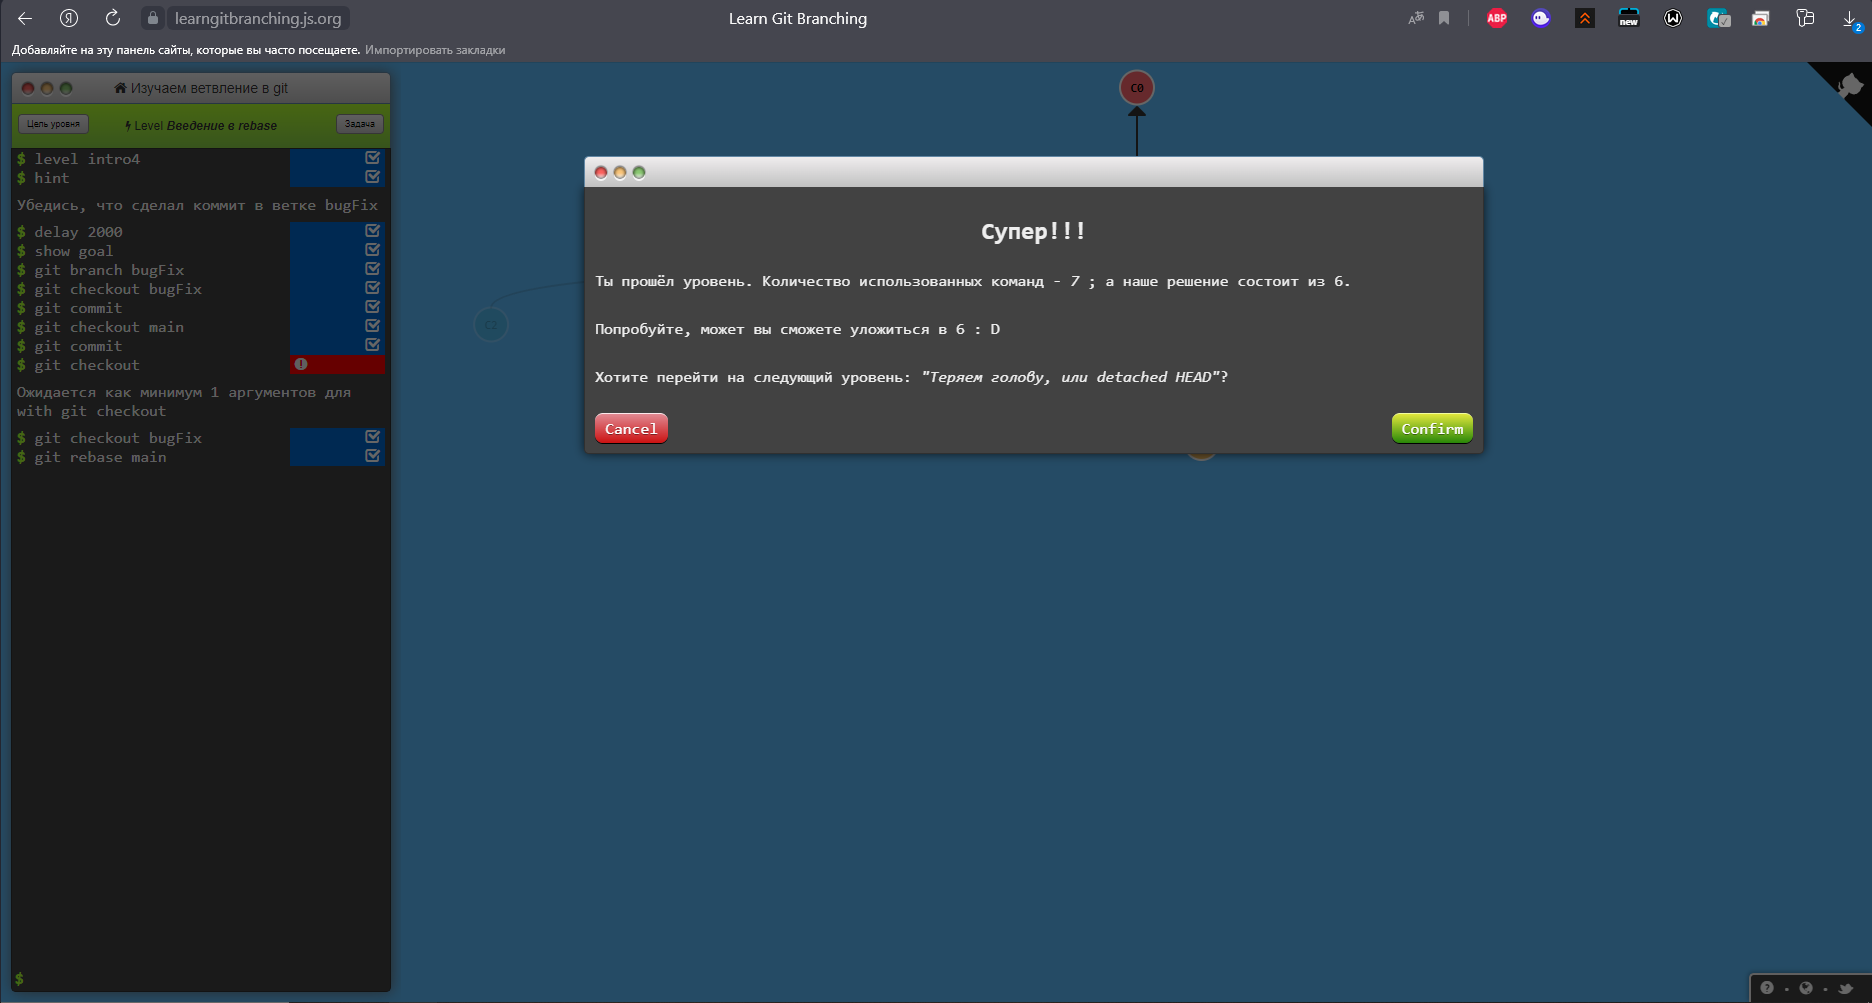 learngitbranching.js.org
Learn Git Branching
ABP
new
2
Добавляйте на эту панель сайты, которые вы часто посещаете. Импортировать закладки
Изучаем ветвление в git
Цель уровня
Level Введение в rebase
Задача
$ level intro4
$ hint
Убедись, что сделал коммит в ветке bugFix
$ delay 2000
$ show goal
$ git branch bugFix
$ git checkout bugFix
$ git commit
$ git checkout main
$ git commit
$ git checkout
Ожидается как минимум 1 аргументов для
with git checkout
$ git checkout bugFix
$ git rebase main
$
C0
C2
Супер!!!
Ты прошёл уровень. Количество использованных команд - 7 ; а наше решение состоит из 6.
Попробуйте, может вы сможете уложиться в 6 : D
Хотите перейти на следующий уровень: "Теряем голову, или detached HEAD"?
Cancel
Confirm